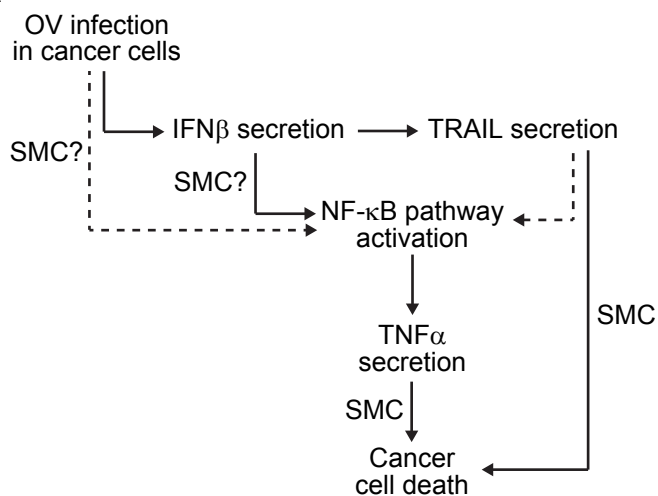 OV infection
in cancer cells
IFNβ secretion
TRAIL secretion
SMC?
SMC?
NF-κB pathway
activation
TNFα
secretion
SMC
SMC
Cancer
cell death